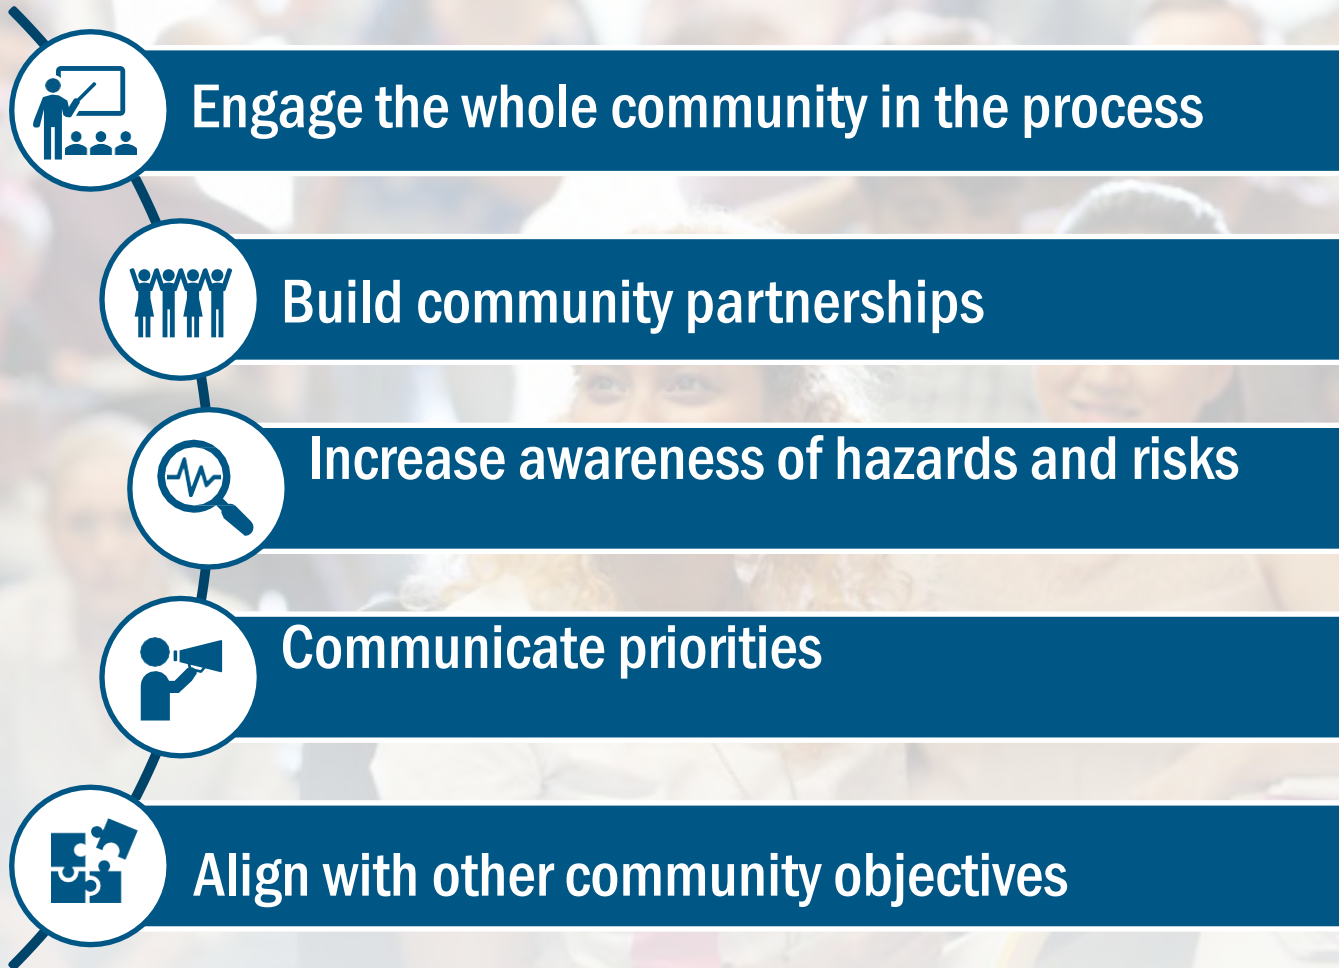 Engage the whole community in the process
Build community partnerships
Increase awareness of hazards and risks
Communicate priorities
Align with other community objectives